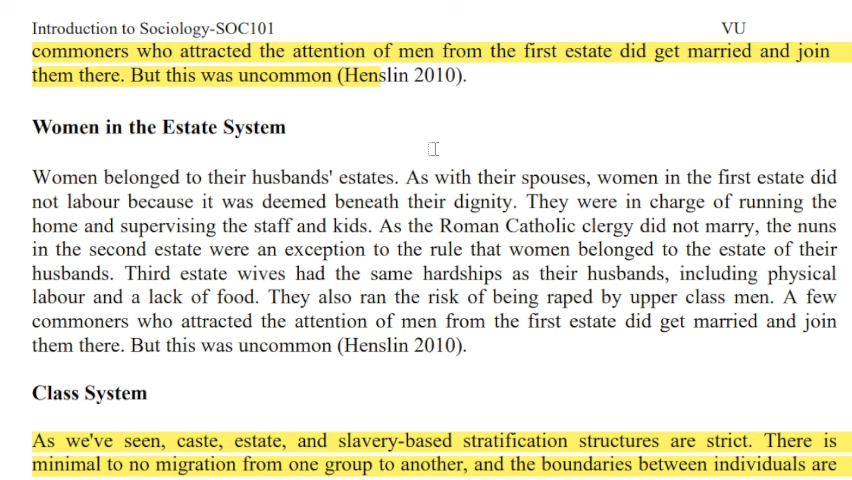 Introduction to Sociology-SOC101 VU
commoners who attracted the attention of men from the first estate did get married and join
them there. But this was uncommon (Henslin 2010).
Women in the Estate System
Women belonged to their husbands' estates. As with their spouses, women in the first estate did
not labour because it was deemed beneath their dignity. They were in charge of running the
home and supervising the staff and kids. As the Roman Catholic clergy did not marry, the nuns
in the second estate were an exception to the rule that women belonged to the estate of their
husbands. Third estate wives had the same hardships as their husbands, including physical
labour and a lack of food. They also ran the risk of being raped by upper class men. A few
commoners who attracted the attention of men from the first estate did get married and join
them there. But this was uncommon (Henslin 2010).
Class System
As we've seen, caste, estate, and slavery-based stratification structures are strict. There is
minimal to no migration from one group to another, and the boundaries between individuals are